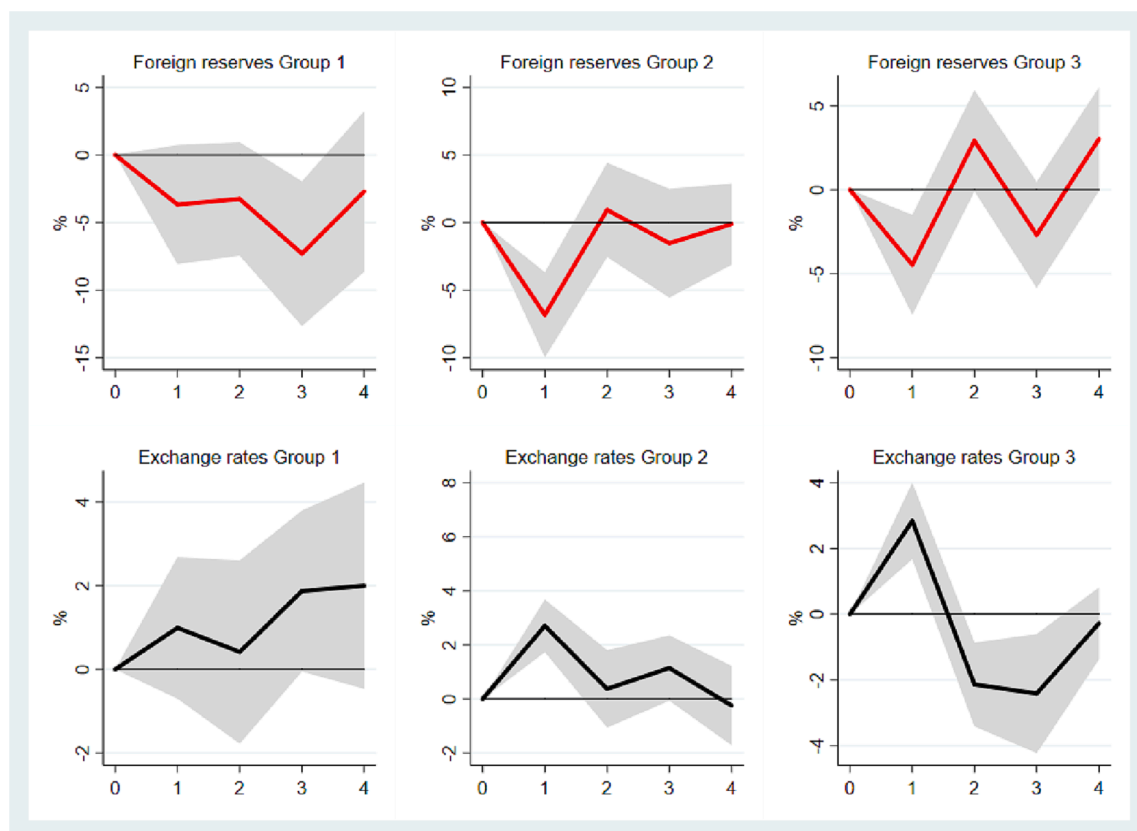 Foreign reserves Group 1
5
0
-5
-10
-15
%
0 1 2 3 4
Foreign reserves Group 2
10
5
0
-5
-10
%
0 1 2 3 4
Foreign reserves Group 3
5
0
-5
-10
%
0 1 2 3 4
Exchange rates Group 1
4
2
0
-2
%
0 1 2 3 4
Exchange rates Group 2
8
6
4
2
0
-2
%
0 1 2 3 4
Exchange rates Group 3
4
2
0
-2
-4
%
0 1 2 3 4